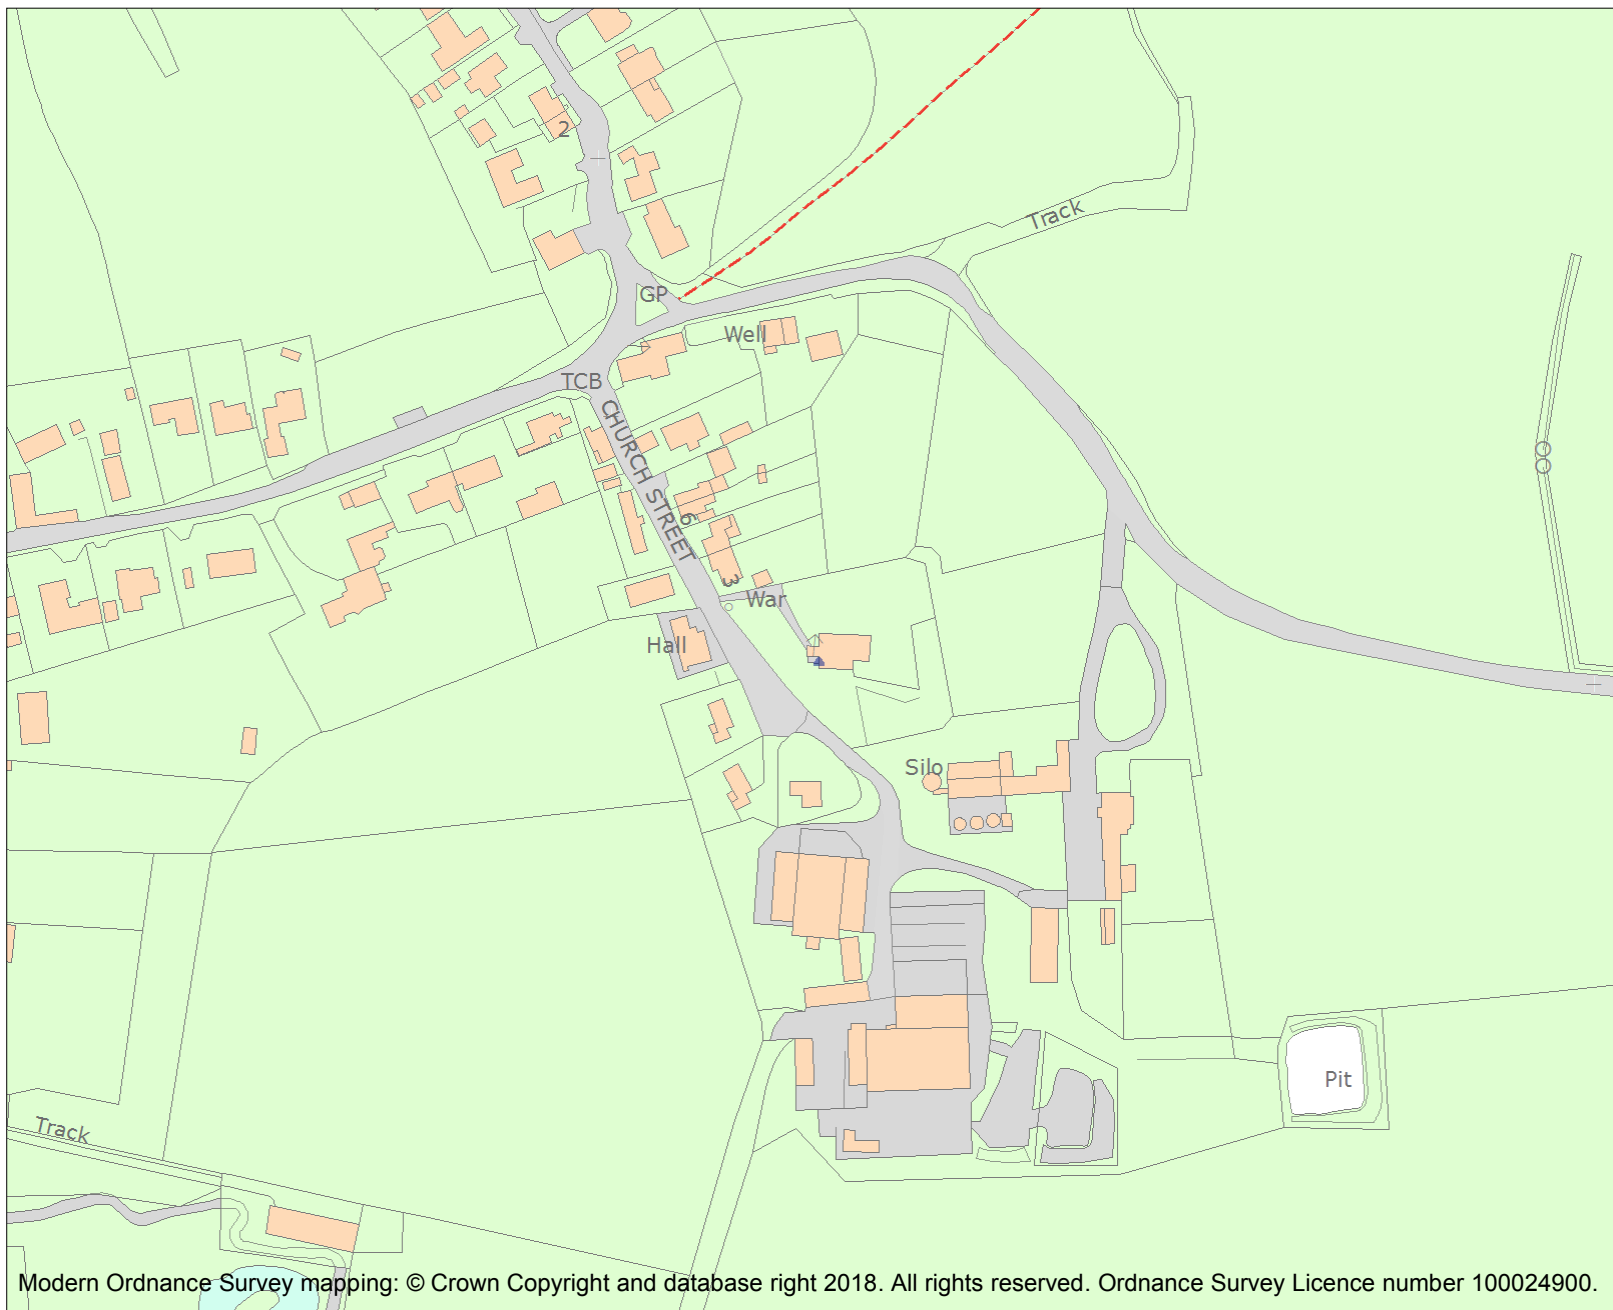 2
Track
GP
Well
TCB
CHURCH STREET
6
3
War
Hall
Silo
Pit
Track
Modern Ordnance Survey mapping: © Crown Copyright and database right 2018. All rights reserved. Ordnance Survey Licence number 100024900.